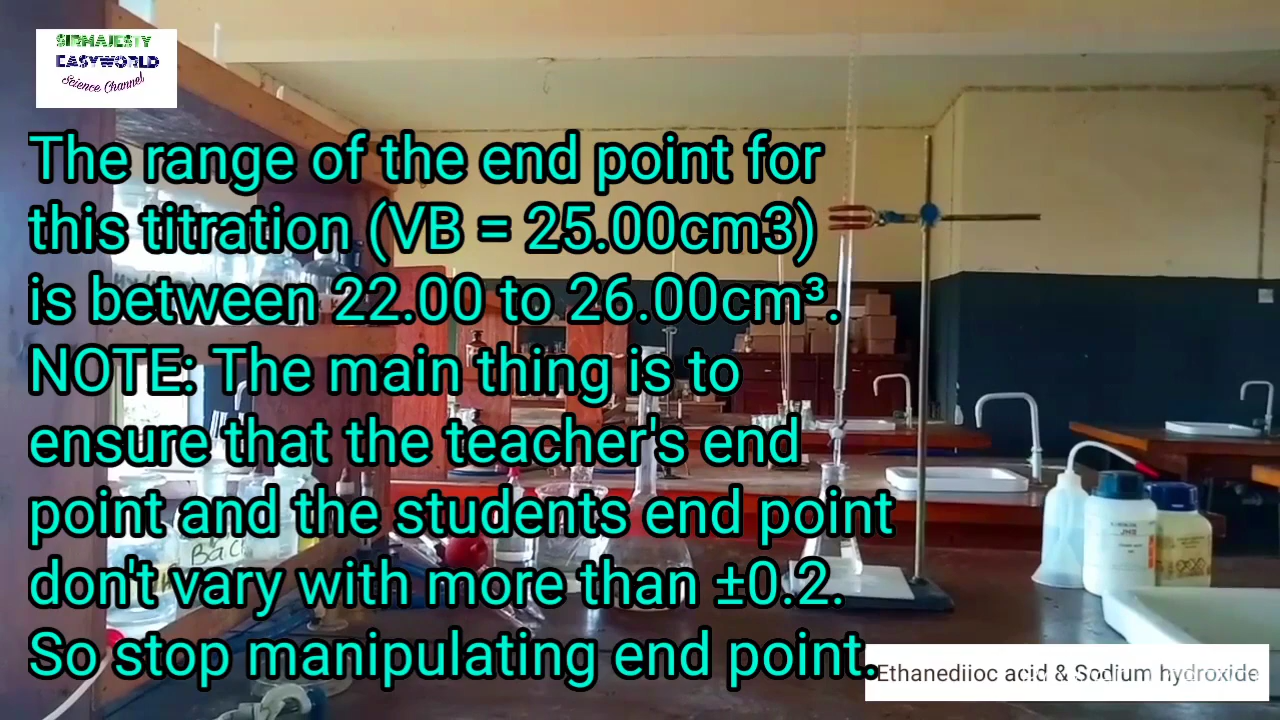 SIRMAJESTY
EASYWORLD
Science Channel
The range of the end point for
this titration (VB = 25.00cm3)
is between 22.00 to 26.00cm³.
NOTE: The main thing is to
ensure that the teacher's end
point and the students end point
don't vary with more than ±0.2.
So stop manipulating end point.
Ethanediioc acid & Sodium hydroxide